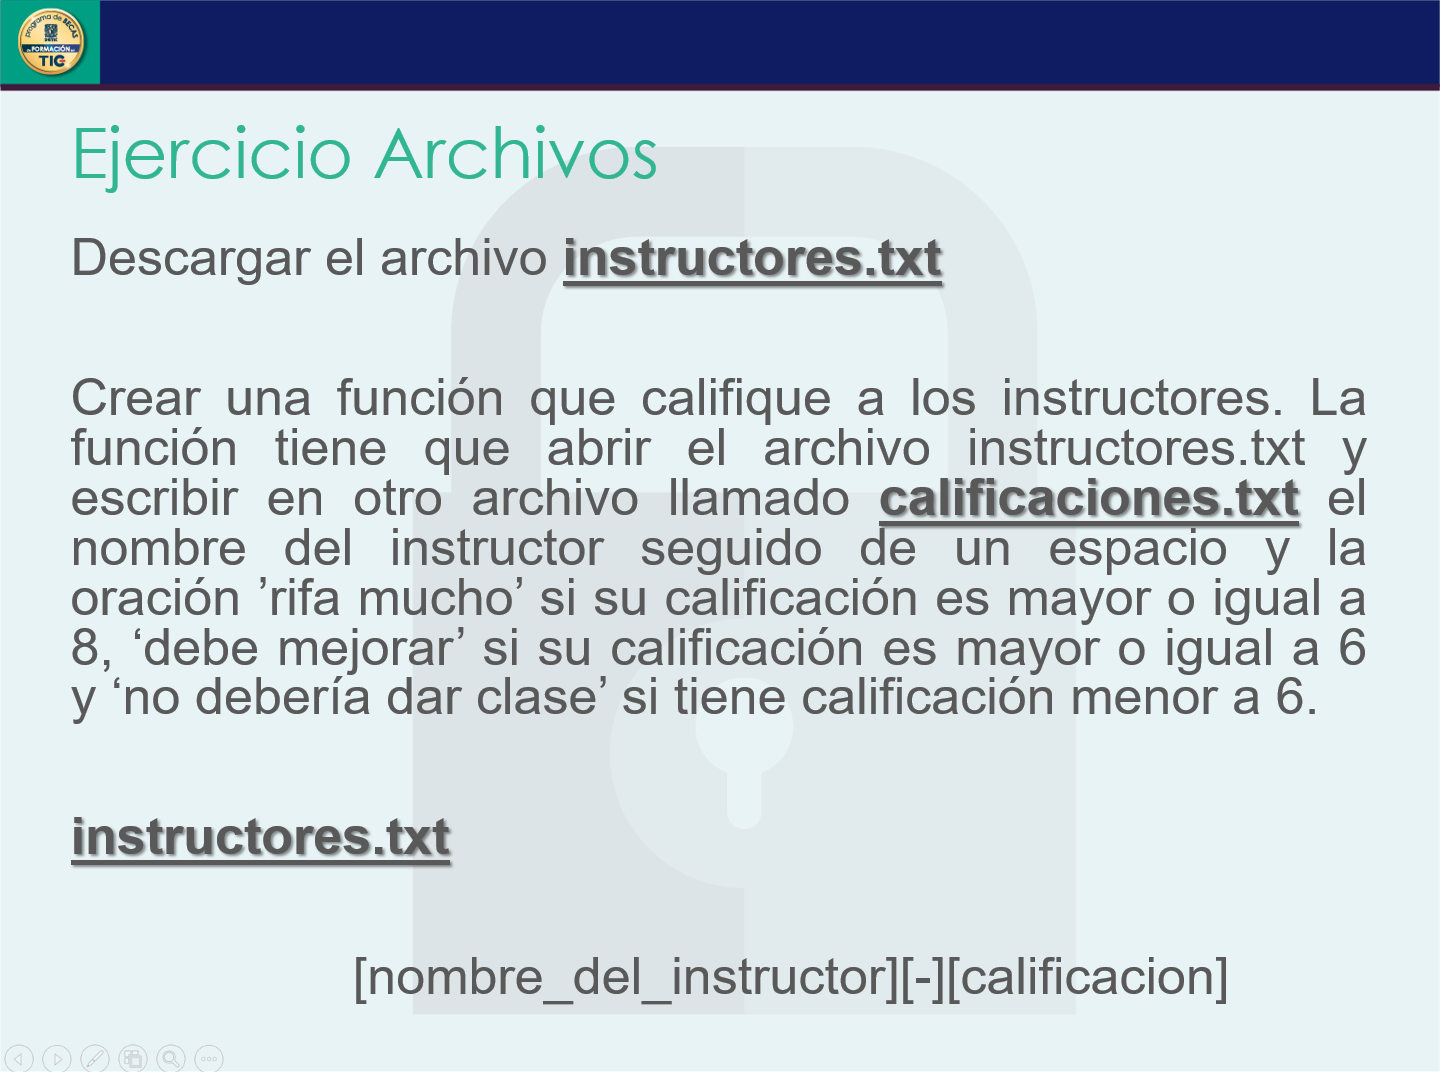 programa de BECAS
de FORMACIÓN en
TIC
Ejercicio Archivos
Descargar el archivo instructores.txt
Crear una función que califique a los instructores. La
función tiene que abrir el archivo instructores.txt y
escribir en otro archivo llamado calificaciones.txt el
nombre del instructor seguido de un espacio y la
oración ’rifa mucho’ si su calificación es mayor o igual a
8, ‘debe mejorar’ si su calificación es mayor o igual a 6
y ‘no debería dar clase’ si tiene calificación menor a 6.
instructores.txt
[nombre_del_instructor][-][calificacion]